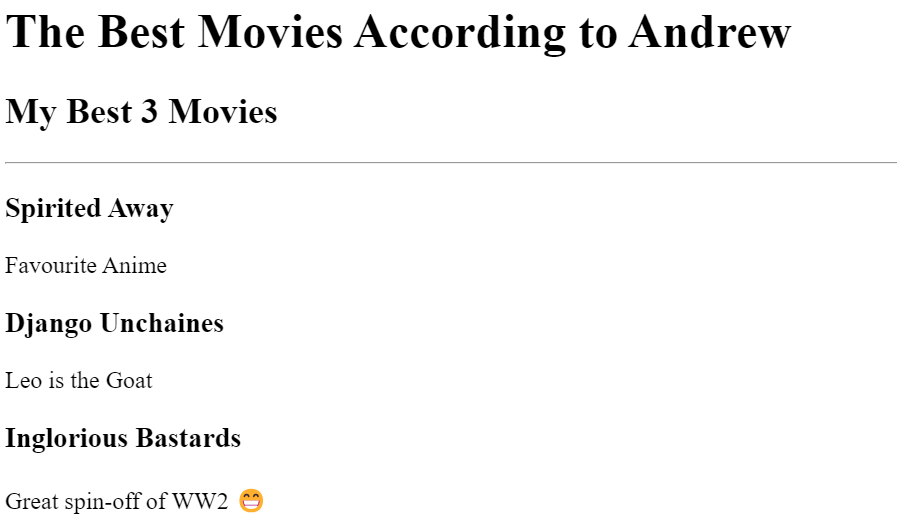 The Best Movies According to Andrew
My Best 3 Movies
Spirited Away
Favourite Anime
Django Unchaines
Leo is the Goat
Inglorious Bastards
Great spin-off of WW2 😁